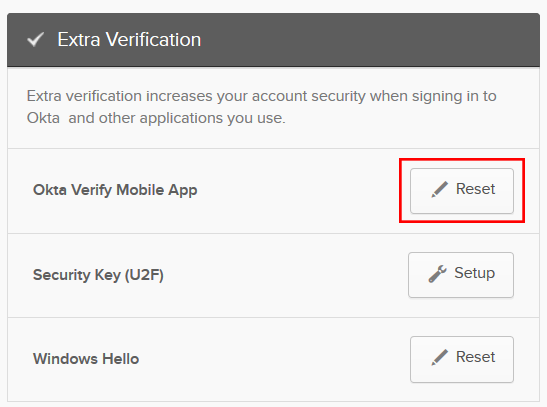 Extra Verification
Extra verification increases your account security when signing in to
Okta and other applications you use.
Okta Verify Mobile App
Reset
Security Key (U2F)
Setup
Windows Hello
Reset